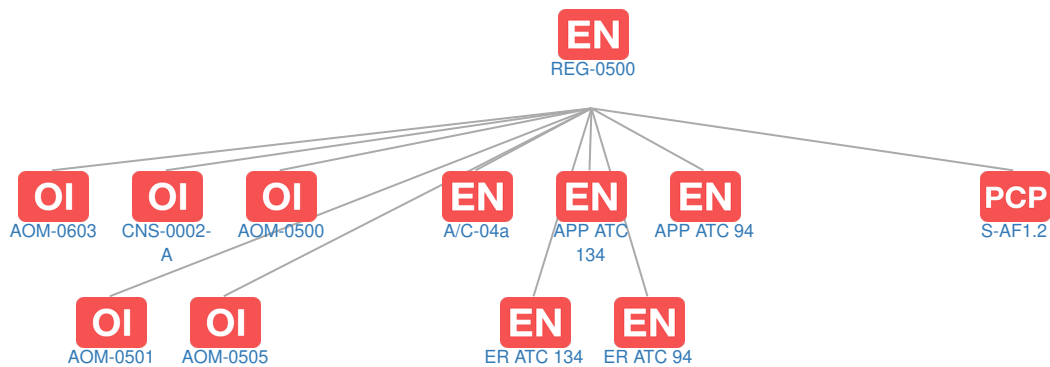 EN
REG-0500
OI OI OI EN EN EN PCP
AOM-0603 CNS-0002- AOM-0500 A/C-04a APP ATC APP ATC 94 S-AF1.2
A 134
OI OI EN EN
AOM-0501 AOM-0505 ER ATC 134 ER ATC 94